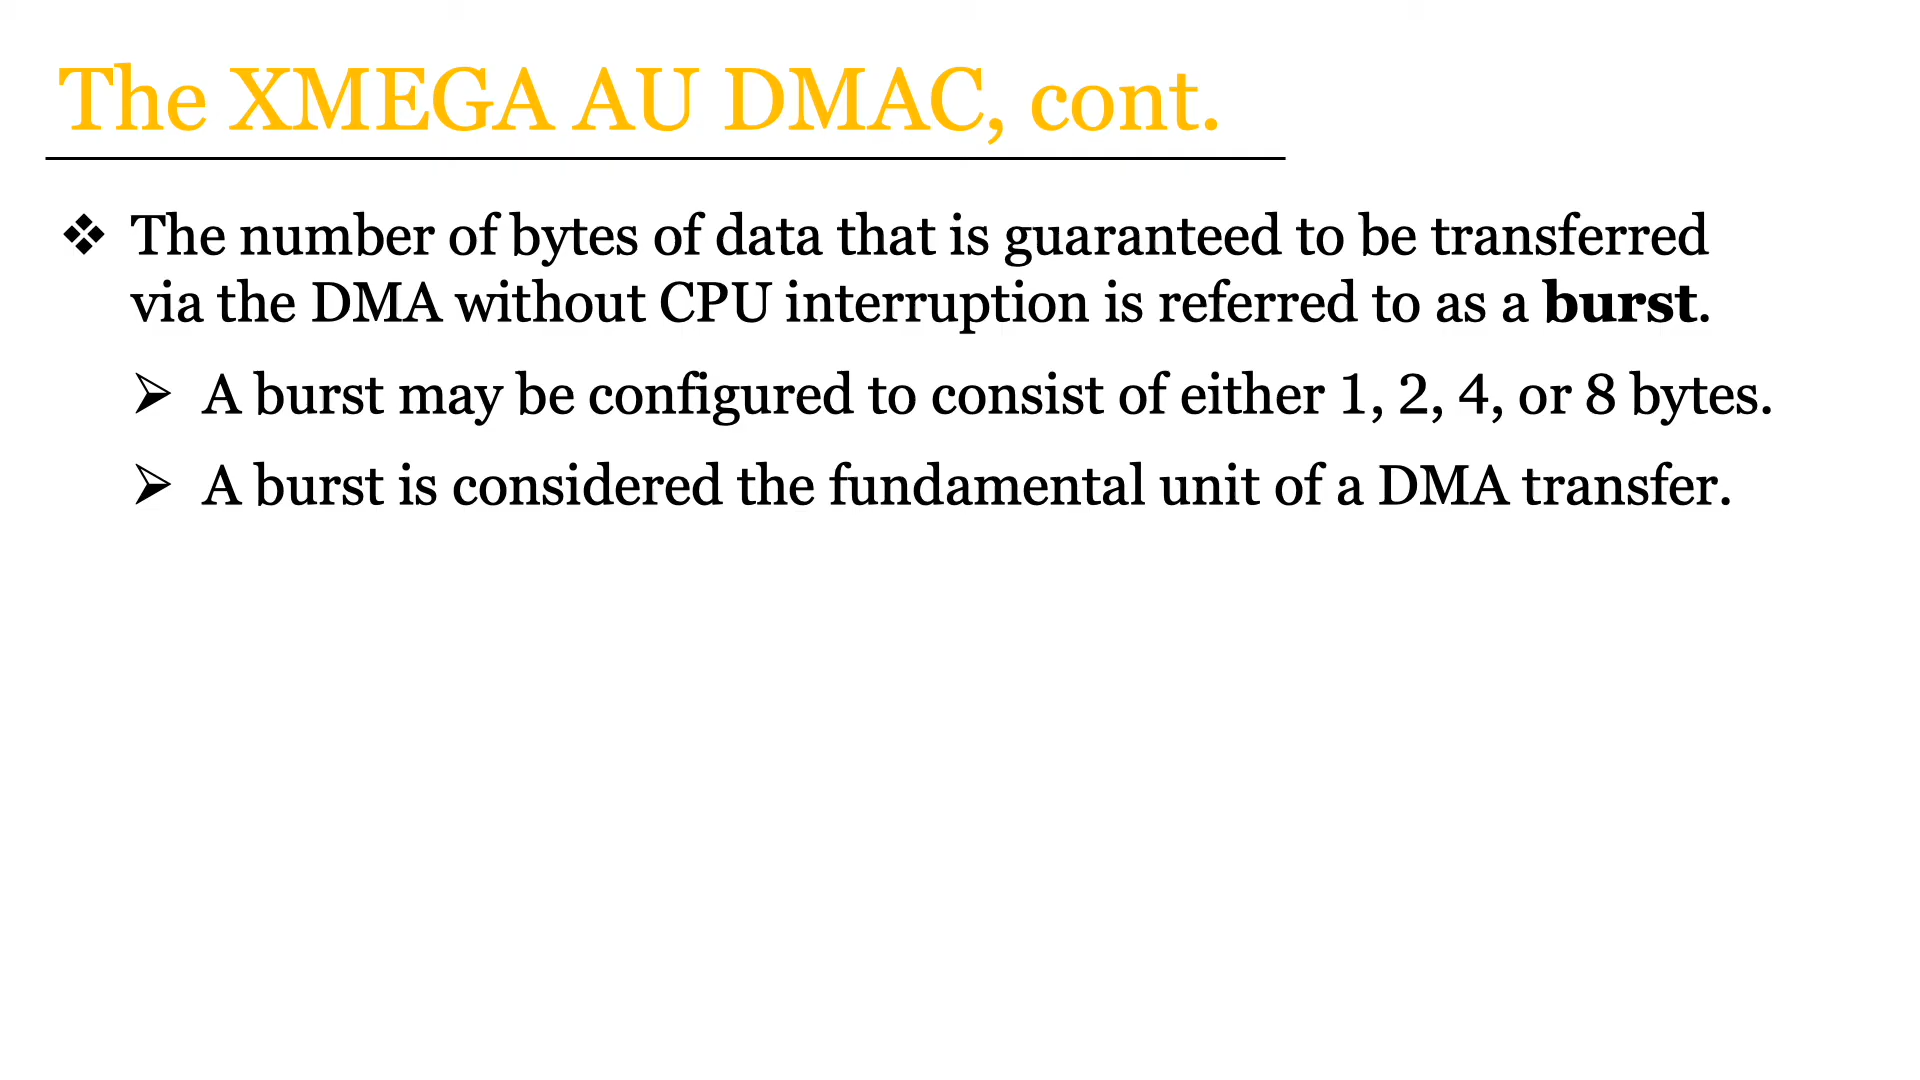 The XMEGA AU DMAC, cont.
❖ The number of bytes of data that is guaranteed to be transferred
via the DMA without CPU interruption is referred to as a burst.
➢ A burst may be configured to consist of either 1, 2, 4, or 8 bytes.
➢ A burst is considered the fundamental unit of a DMA transfer.